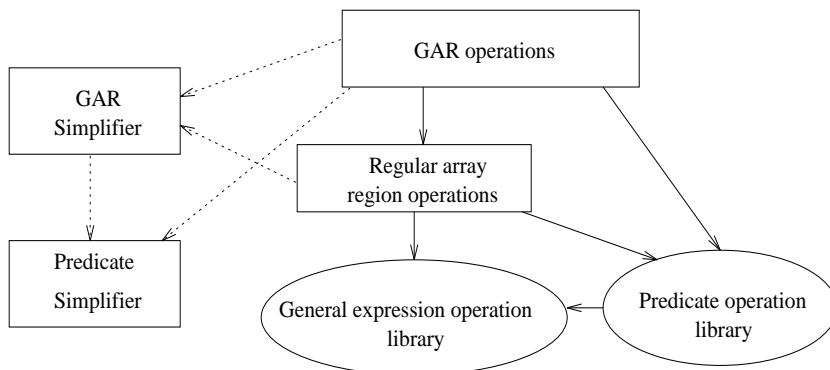 GAR operations
GAR
Simplifier
Regular array
region operations
Predicate
Simplifier
General expression operation
library
Predicate operation
library